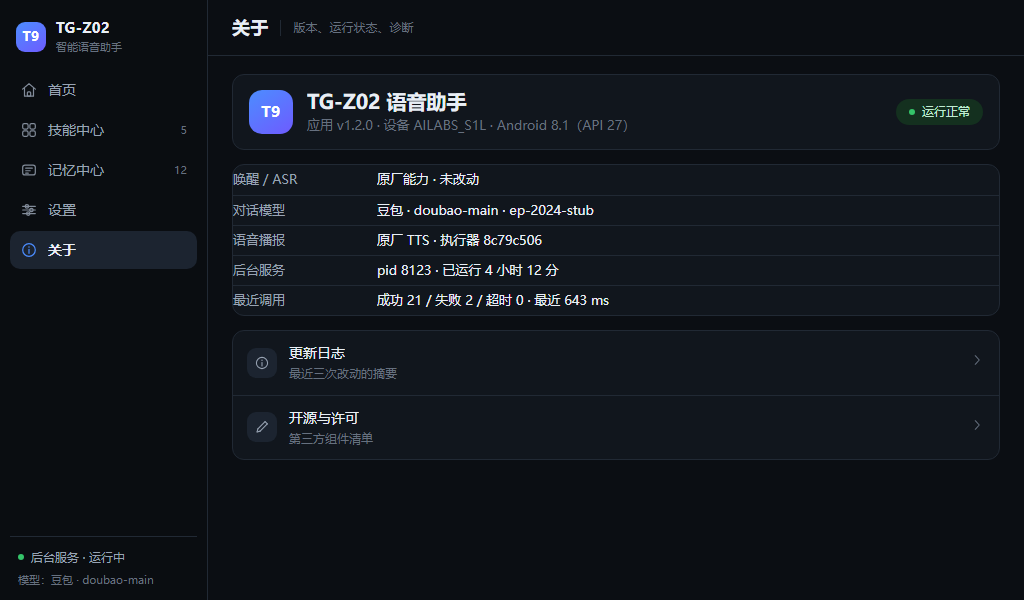 T9
TG-Z02
智能语音助手
首页
技能中心 5
记忆中心 12
设置
关于
后台服务 · 运行中
模型：豆包 · doubao-main
关于 版本、运行状态、诊断
T9
TG-Z02 语音助手
应用 v1.2.0 · 设备 AILABS_S1L · Android 8.1（API 27）
运行正常
唤醒 / ASR 原厂能力 · 未改动
对话模型 豆包 · doubao-main · ep-2024-stub
语音播报 原厂 TTS · 执行器 8c79c506
后台服务 pid 8123 · 已运行 4 小时 12 分
最近调用 成功 21 / 失败 2 / 超时 0 · 最近 643 ms
更新日志
最近三次改动的摘要
开源与许可
第三方组件清单